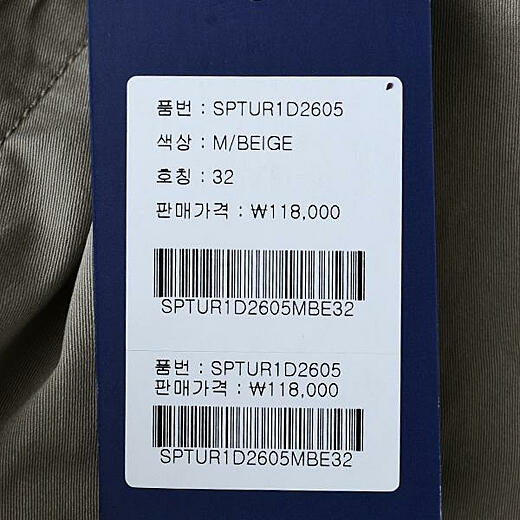 품번 : SPTUR1D2605
색상 : M/BEIGE
호칭 : 32
판매가격 : ₩118,000
SPTUR1D2605MBE32
품번 : SPTUR1D2605
판매가격 : ₩118,000
SPTUR1D2605MBE32